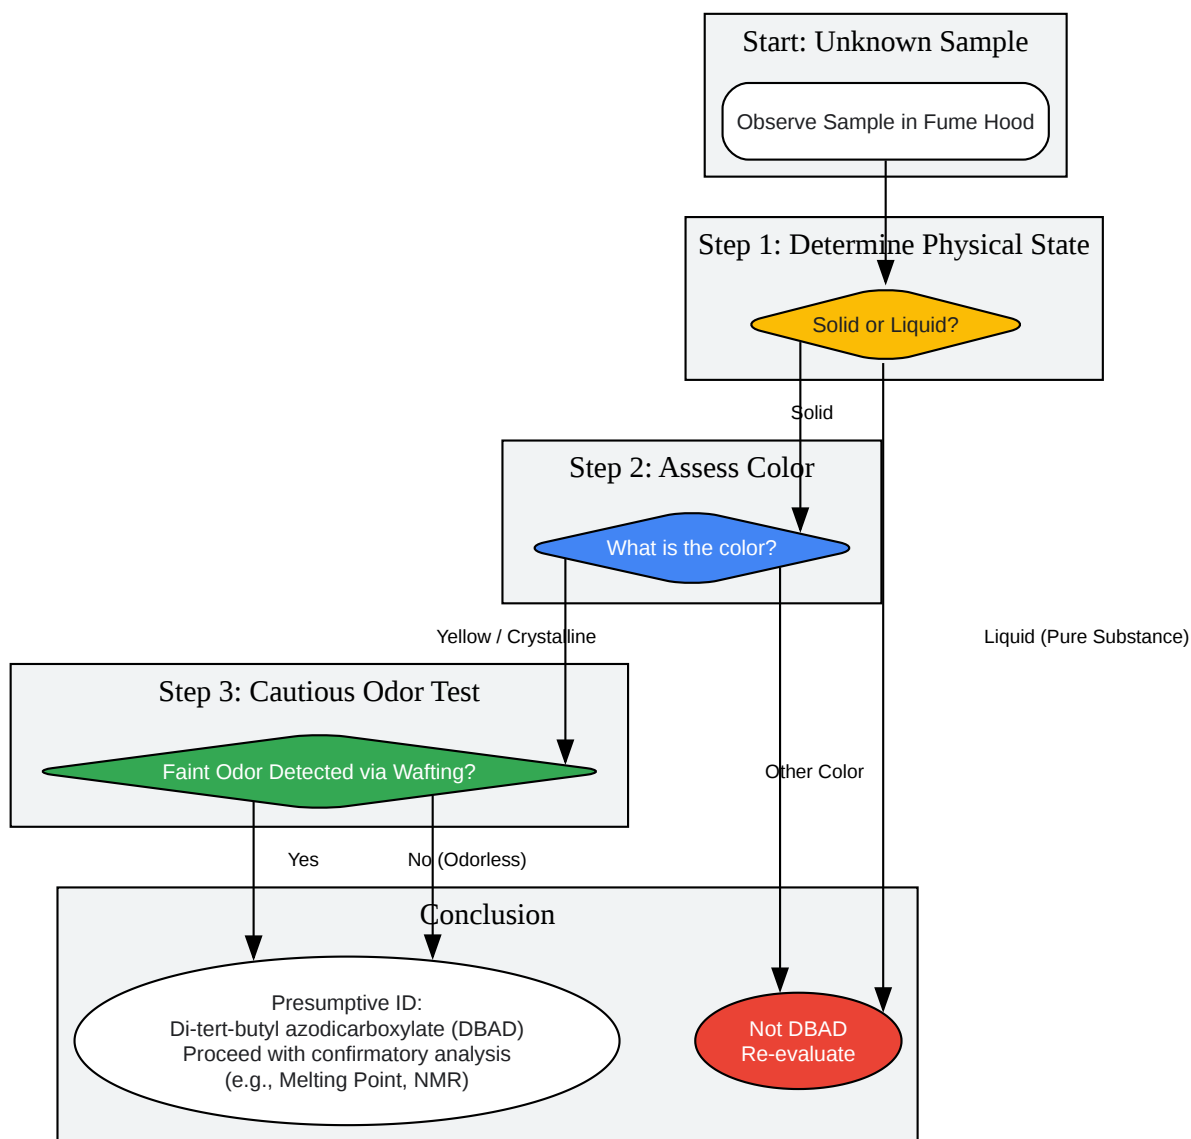 Start: Unknown Sample
Observe Sample in Fume Hood
Step 1: Determine Physical State
Solid or Liquid?
Solid
Step 2: Assess Color
What is the color?
Yellow / Crystalline
Liquid (Pure Substance)
Step 3: Cautious Odor Test
Faint Odor Detected via Wafting?
Other Color
Yes
No (Odorless)
Conclusion
Presumptive ID:
Di-tert-butyl azodicarboxylate (DBAD)
Proceed with confirmatory analysis
(e.g., Melting Point, NMR)
Not DBAD
Re-evaluate